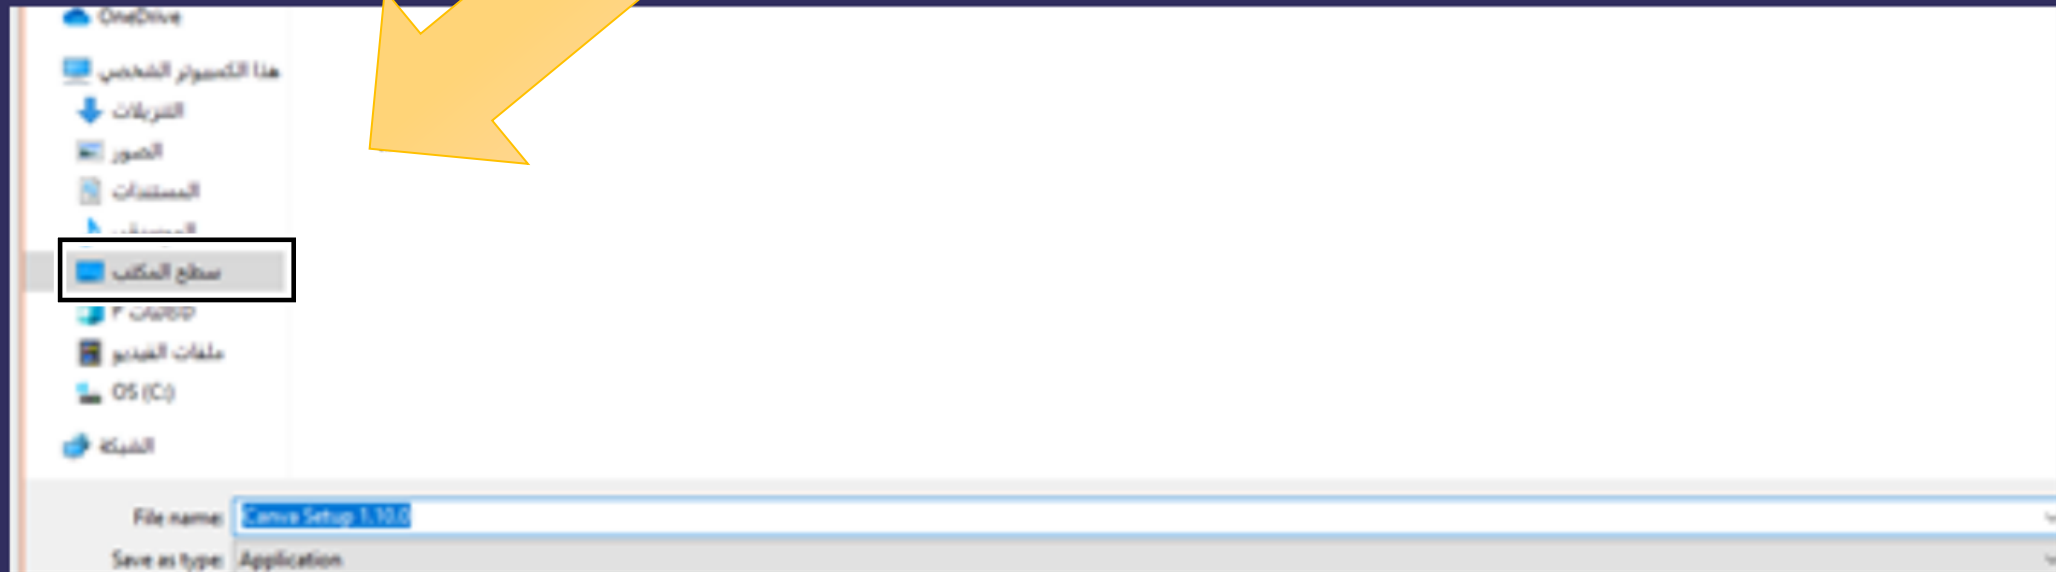 OneDrive
هذا الكمبيوتر الشخصي
التنزيلات
الصور
المستندات
الموسيقى
سطح المكتب
ملفات الفيديو
OS (C:)
الشبكة
File name: Canva Setup 1.10.0
Save as type: Application